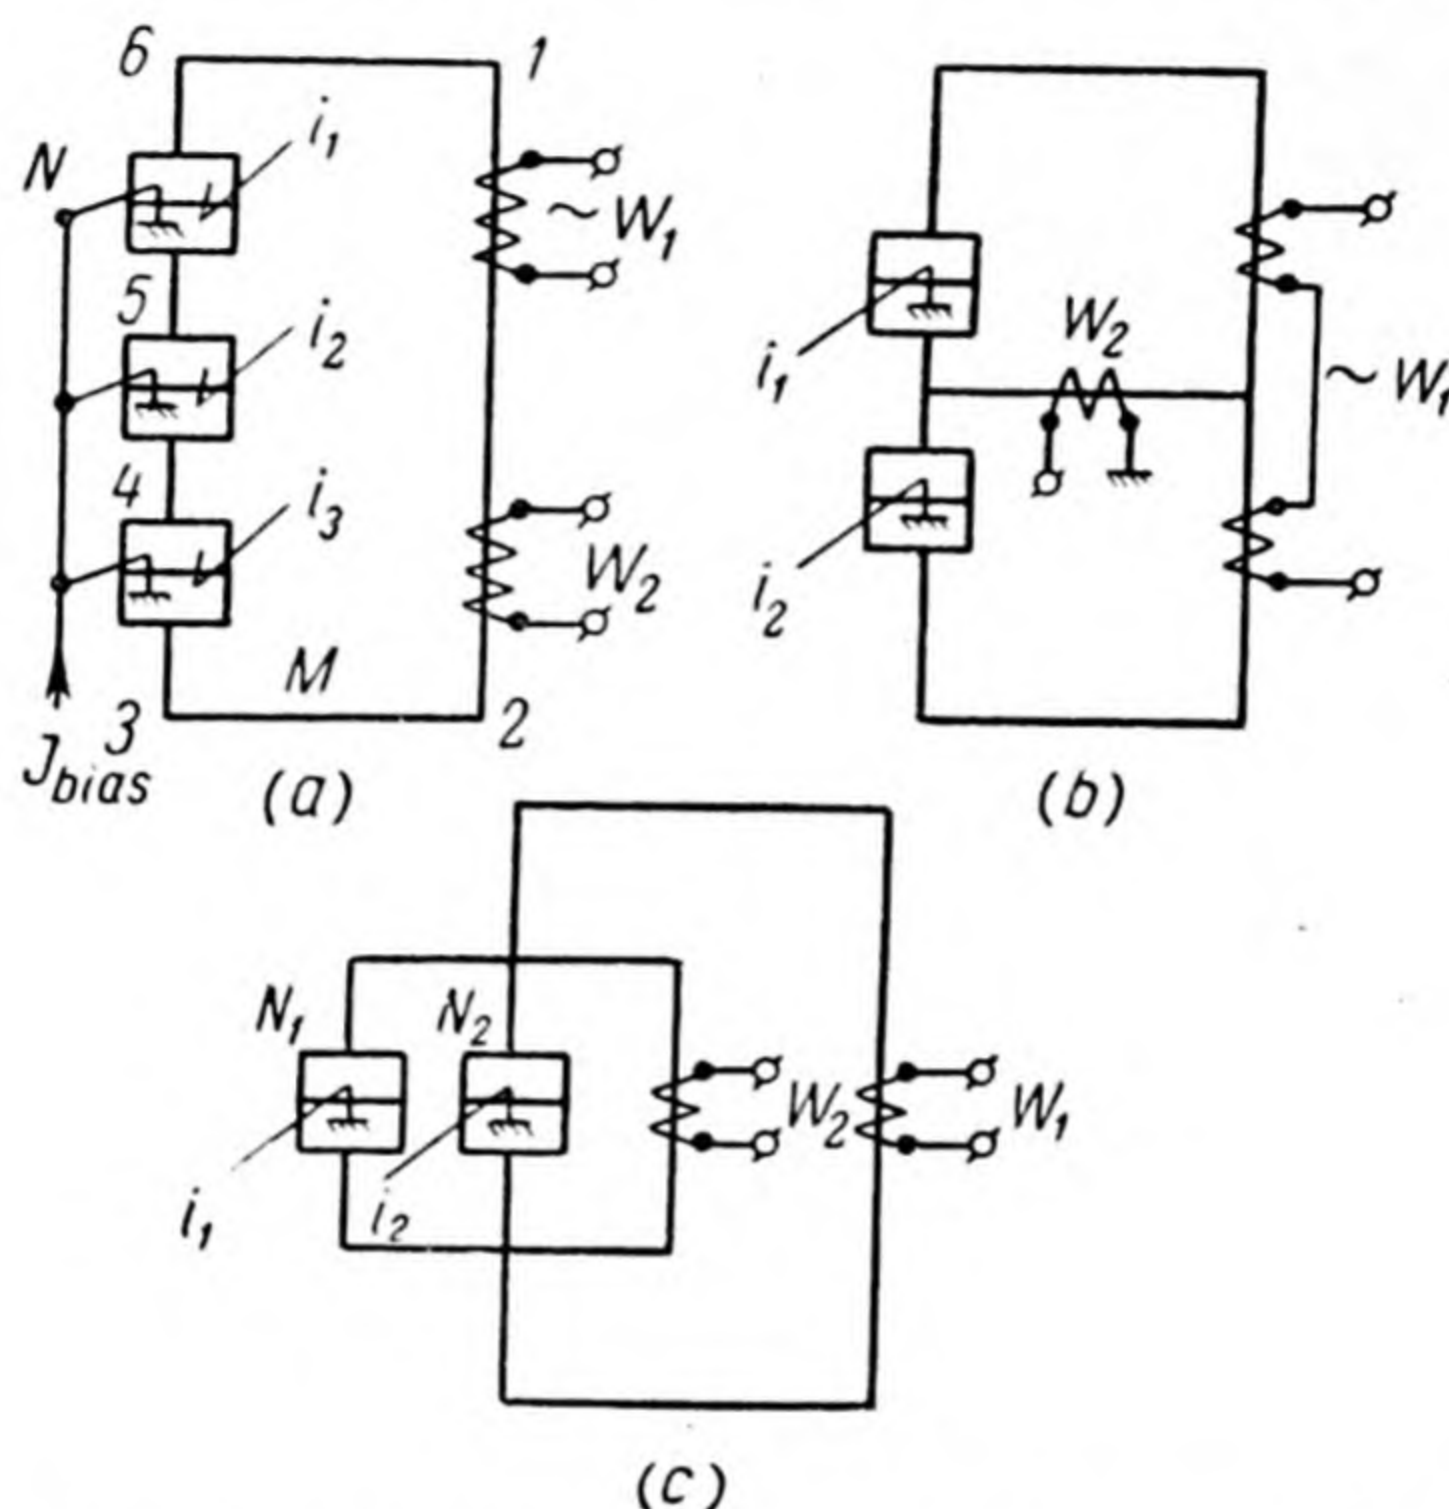 6 1
N i₁
~W₁
5 i₂
4 i₃
W₂
M
3 2
J bias
(a)
W₂
i₁ ~W₁
i₂
(b)
N₁ N₂
W₂ W₁
i₁ i₂
(c)